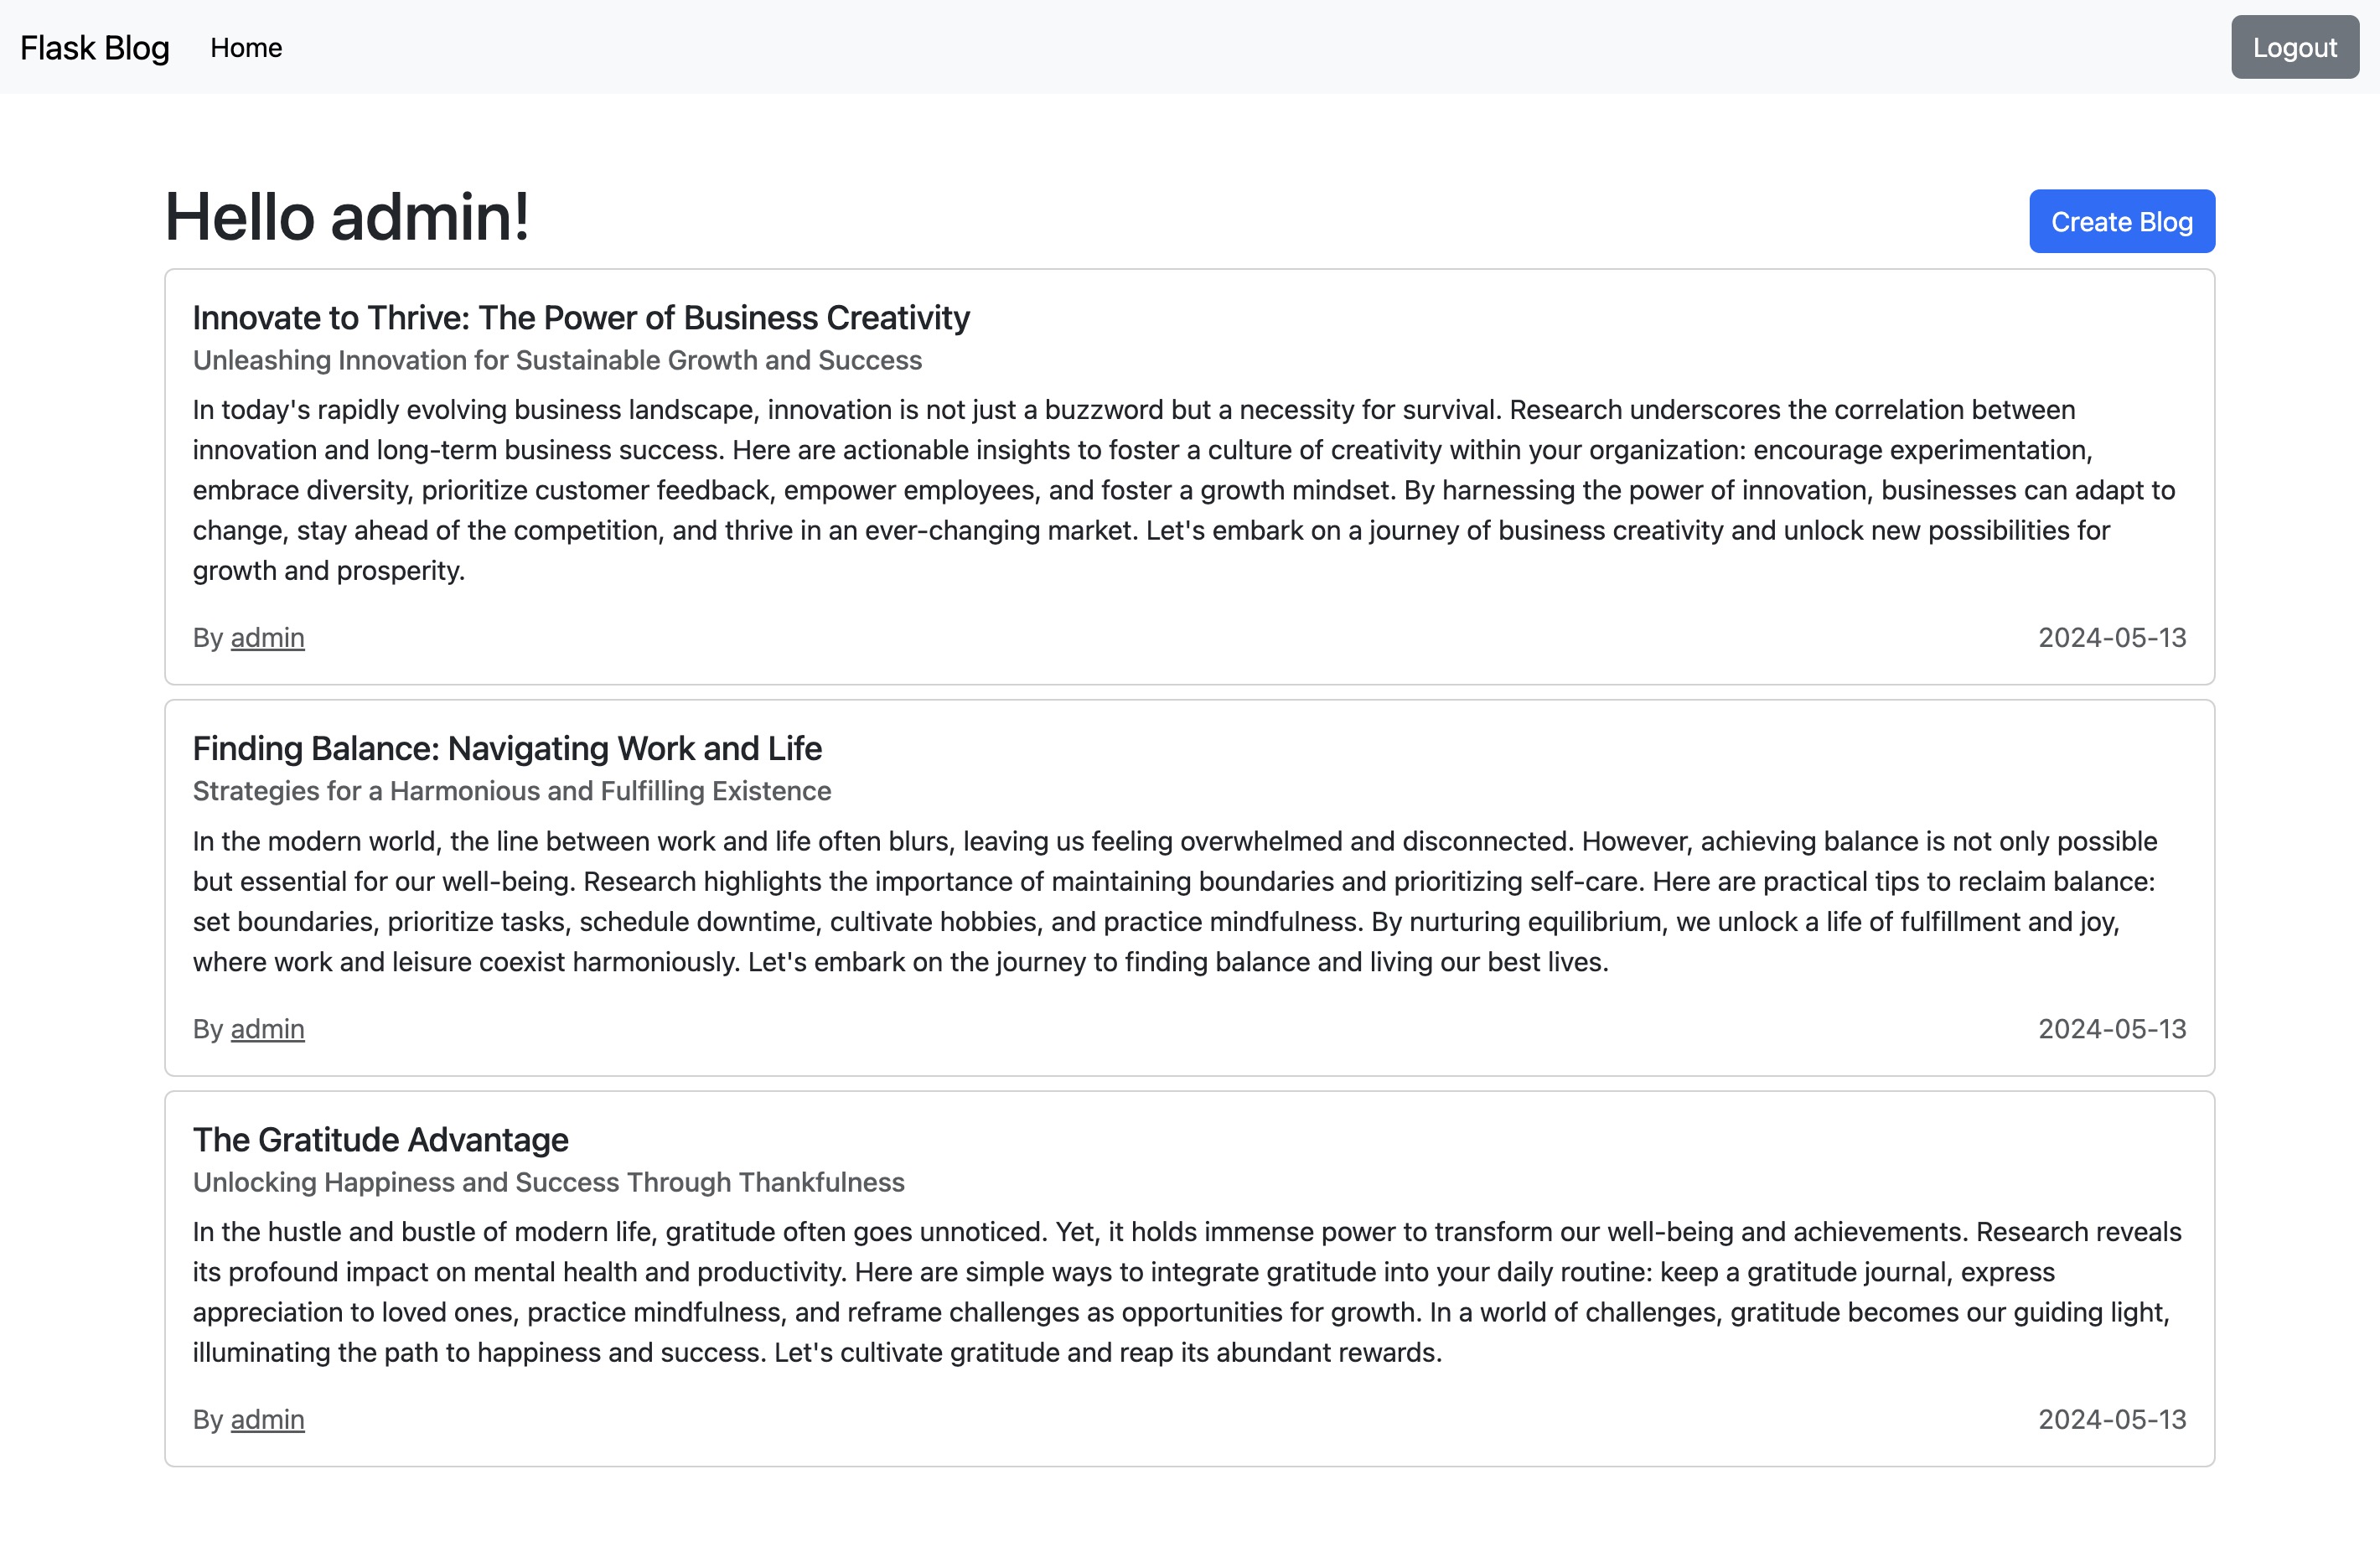 Flask Blog Home Logout
Hello admin! Create Blog
Innovate to Thrive: The Power of Business Creativity
Unleashing Innovation for Sustainable Growth and Success
In today's rapidly evolving business landscape, innovation is not just a buzzword but a necessity for survival. Research underscores the correlation between
innovation and long-term business success. Here are actionable insights to foster a culture of creativity within your organization: encourage experimentation,
embrace diversity, prioritize customer feedback, empower employees, and foster a growth mindset. By harnessing the power of innovation, businesses can adapt to
change, stay ahead of the competition, and thrive in an ever-changing market. Let's embark on a journey of business creativity and unlock new possibilities for
growth and prosperity.
By admin 2024-05-13
Finding Balance: Navigating Work and Life
Strategies for a Harmonious and Fulfilling Existence
In the modern world, the line between work and life often blurs, leaving us feeling overwhelmed and disconnected. However, achieving balance is not only possible
but essential for our well-being. Research highlights the importance of maintaining boundaries and prioritizing self-care. Here are practical tips to reclaim balance:
set boundaries, prioritize tasks, schedule downtime, cultivate hobbies, and practice mindfulness. By nurturing equilibrium, we unlock a life of fulfillment and joy,
where work and leisure coexist harmoniously. Let's embark on the journey to finding balance and living our best lives.
By admin 2024-05-13
The Gratitude Advantage
Unlocking Happiness and Success Through Thankfulness
In the hustle and bustle of modern life, gratitude often goes unnoticed. Yet, it holds immense power to transform our well-being and achievements. Research reveals
its profound impact on mental health and productivity. Here are simple ways to integrate gratitude into your daily routine: keep a gratitude journal, express
appreciation to loved ones, practice mindfulness, and reframe challenges as opportunities for growth. In a world of challenges, gratitude becomes our guiding light,
illuminating the path to happiness and success. Let's cultivate gratitude and reap its abundant rewards.
By admin 2024-05-13